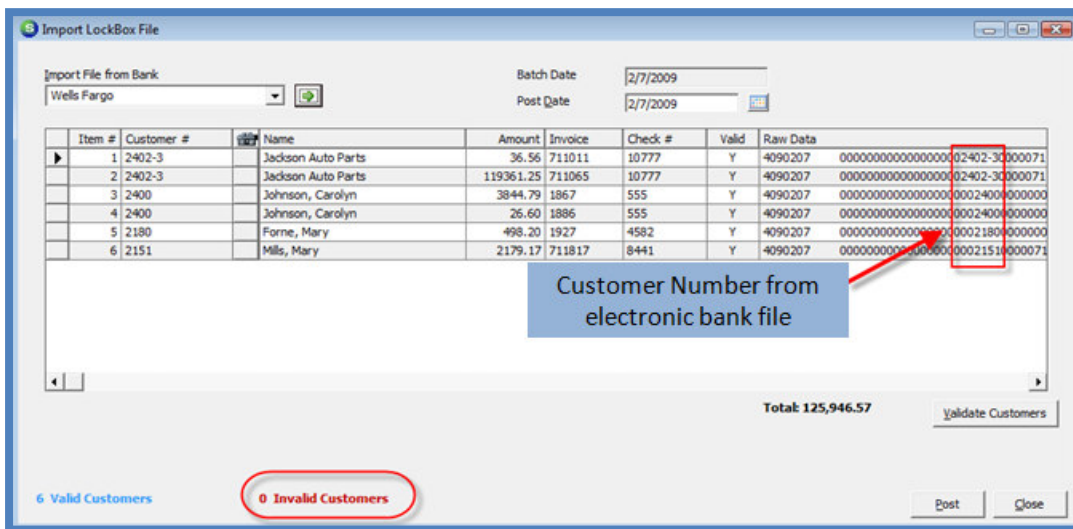 Import LockBox File
Import File from Bank
Wells Fargo
Batch Date 2/7/2009
Post Date 2/7/2009
Item # Customer # Name Amount Invoice Check # Valid Raw Data
1 2402-3 Jackson Auto Parts 36.56 711011 10777 Y 4090207 0000000000000000002402-30000071
2 2402-3 Jackson Auto Parts 119361.25 711065 10777 Y 4090207 0000000000000000002402-30000071
3 2400 Johnson, Carolyn 3844.79 1867 555 Y 4090207
4 2400 Johnson, Carolyn 26.60 1886 555 Y 4090207
5 2180 Forne, Mary 498.20 1927 4582 Y 4090207
6 2151 Mills, Mary 2179.17 711817 8441 Y 4090207
Customer Number from
electronic bank file
Total: 125,946.57
Validate Customers
6 Valid Customers
0 Invalid Customers
Post
Close